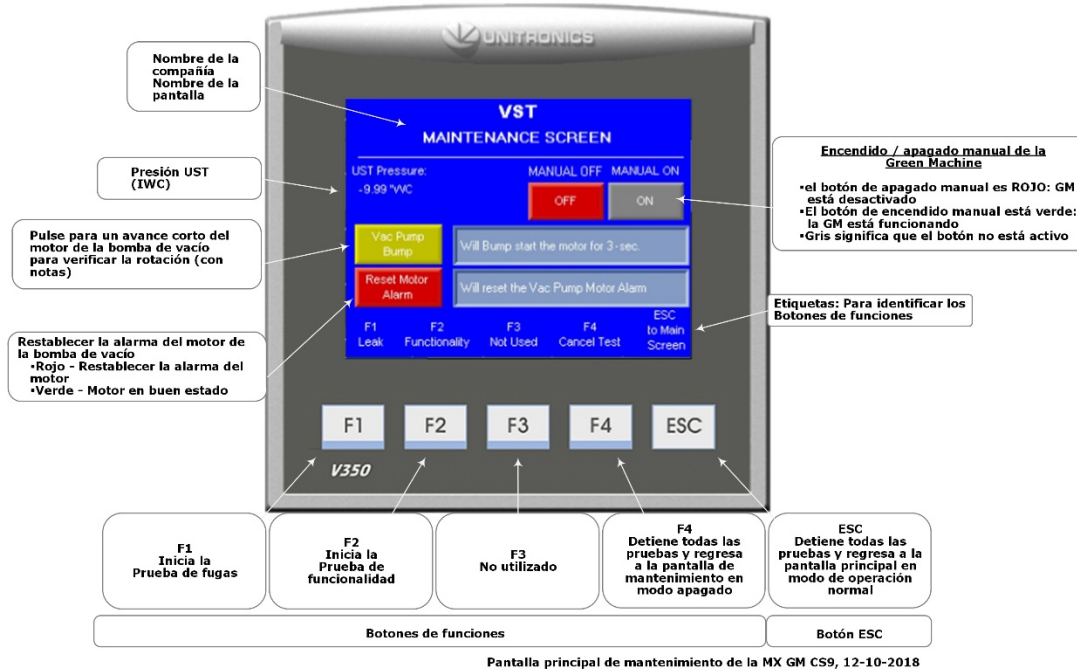 UNITRONICS
Nombre de la
compañía
Nombre de la
pantalla
VST
MAINTENANCE SCREEN
Presión UST
(IWC)
UST Pressure:
-9.99 "WC
MANUAL OFF MANUAL ON
OFF
ON
Encendido / apagado manual de la
Green Machine
•el botón de apagado manual es ROJO: GM
está desactivado
•El botón de encendido manual está verde:
la GM está funcionando
•Gris significa que el botón no está activo
Pulse para un avance corto del
motor de la bomba de vacío
para verificar la rotación (con
notas)
Vac Pump
Bump
Will Bump start the motor for 3-sec.
Reset Motor
Alarm
Will reset the Vac Pump Motor Alarm
Etiquetas: Para identificar los
Botones de funciones
Restablecer la alarma del motor de
la bomba de vacío
•Rojo - Restablecer la alarma del
motor
•Verde - Motor en buen estado
F1
Leak
F2
Functionality
F3
Not Used
F4
Cancel Test
ESC
to Main
Screen
F1
F2
F3
F4
ESC
V350
F1
Inicia la
Prueba de fugas
F2
Inicia la
Prueba de
funcionalidad
F3
No utilizado
F4
Detiene todas las
pruebas y regresa
a la pantalla de
mantenimiento en
modo apagado
ESC
Detiene todas las
pruebas y regresa a la
pantalla principal en
modo de operación
normal
Botones de funciones
Botón ESC
Pantalla principal de mantenimiento de la MX GM CS9, 12-10-2018